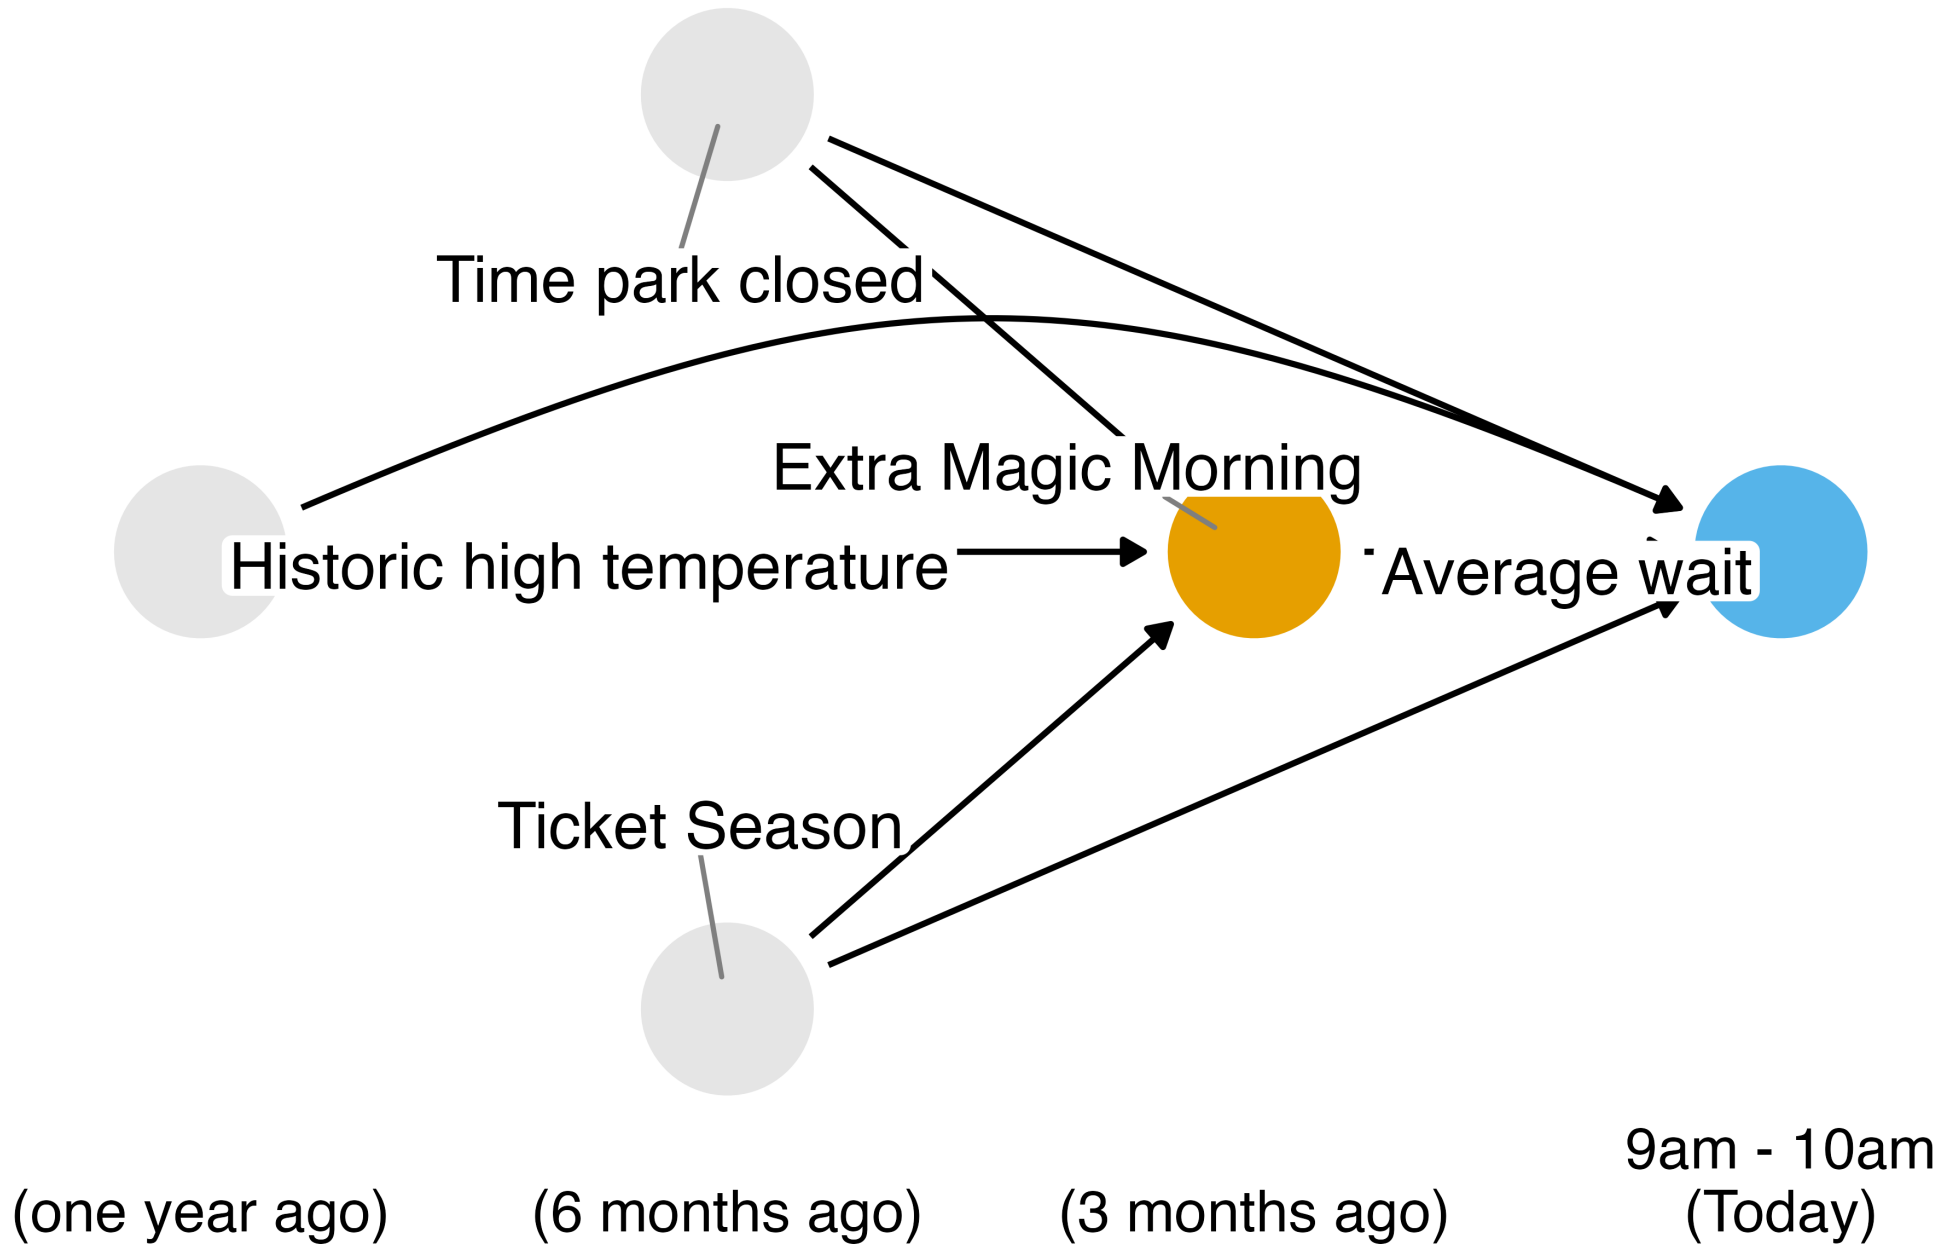 Time park closed
Extra Magic Morning
Historic high temperature
Average wait
Ticket Season
9am - 10am
(one year ago)
(6 months ago)
(3 months ago)
(Today)